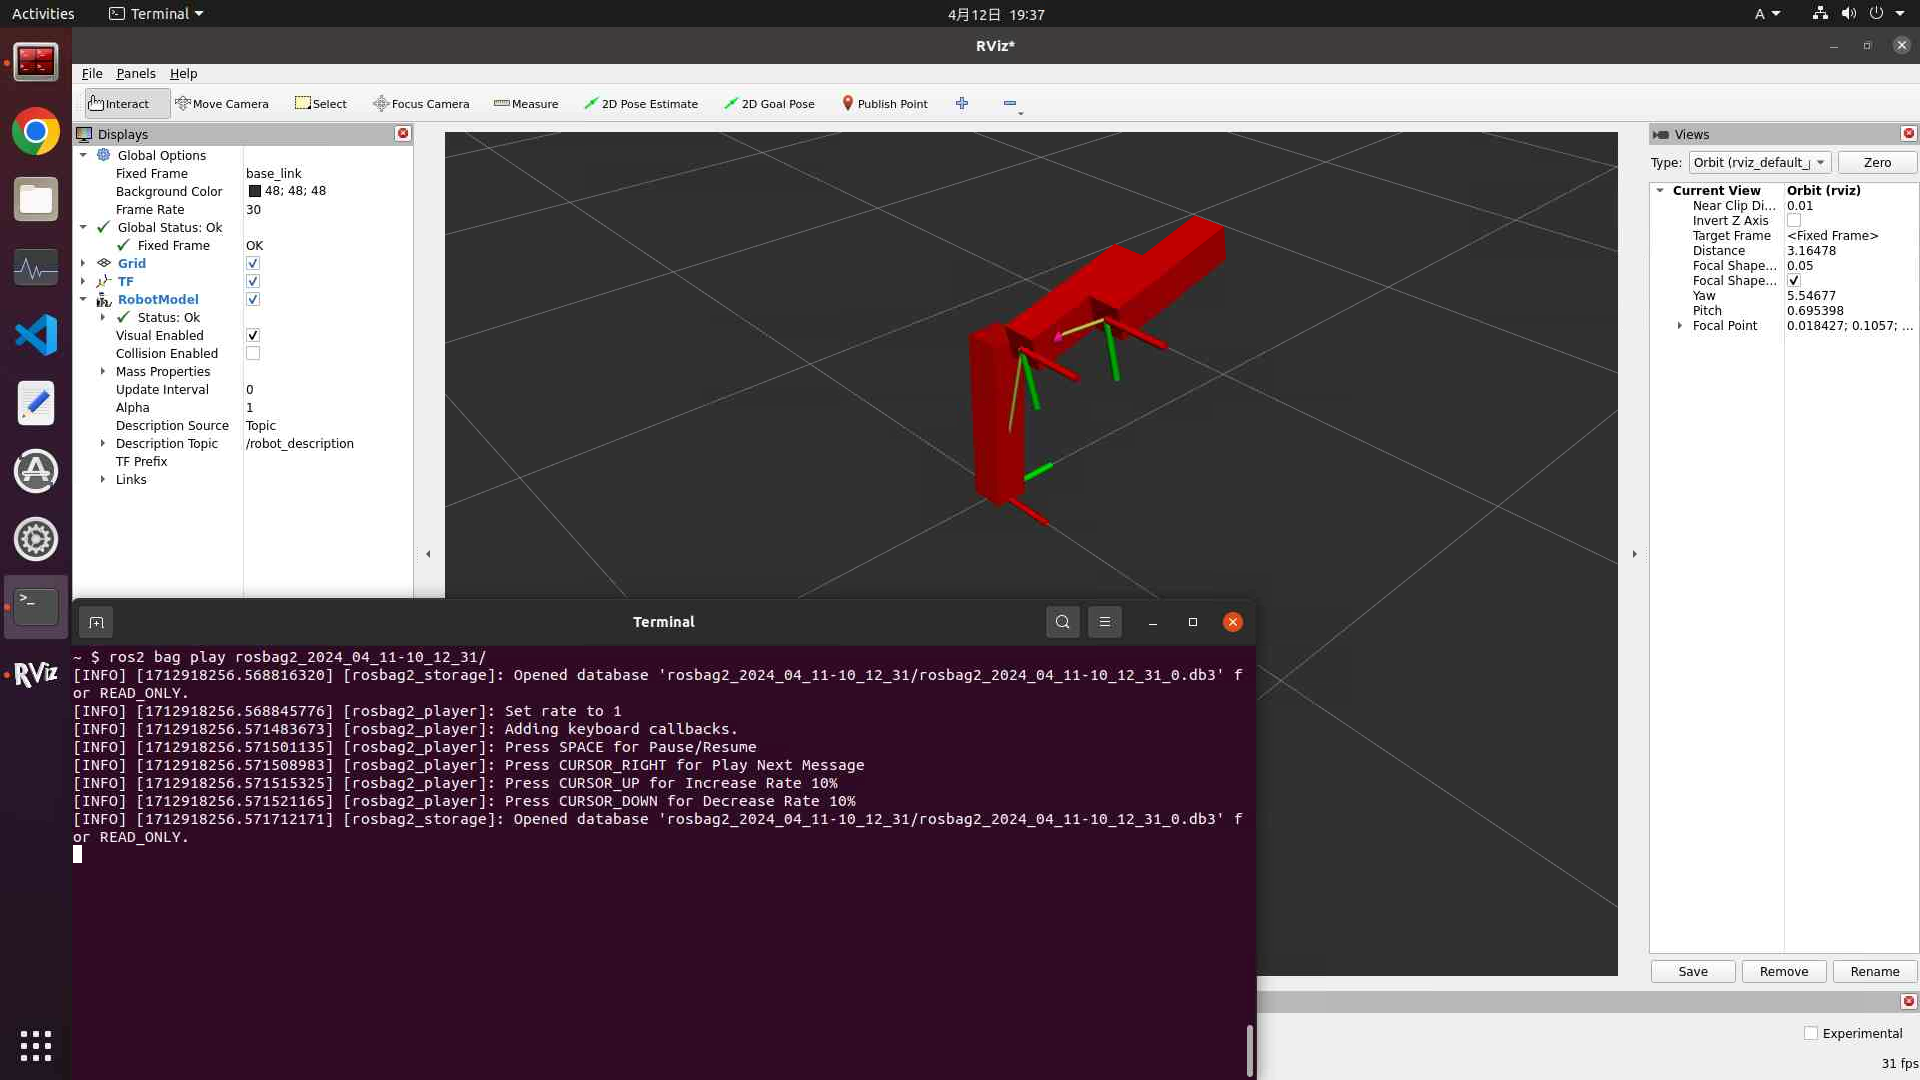 Activities
Terminal
4月12日 19:37
A
RViz*
File Panels Help
Interact Move Camera Select Focus Camera Measure 2D Pose Estimate 2D Goal Pose Publish Point
Displays
Global Options
Fixed Frame base_link
Background Color 48; 48; 48
Frame Rate 30
Global Status: Ok
Fixed Frame OK
Grid
TF
RobotModel
Status: Ok
Visual Enabled
Collision Enabled
Mass Properties
Update Interval 0
Alpha 1
Description Source Topic
Description Topic /robot_description
TF Prefix
Links
Views
Type: Orbit (rviz_default_ Zero
Current View Orbit (rviz)
Near Clip Di... 0.01
Invert Z Axis
Target Frame <Fixed Frame>
Distance 3.16478
Focal Shape... 0.05
Focal Shape...
Yaw 5.54677
Pitch 0.695398
Focal Point 0.018427; 0.1057; ...
Save Remove Rename
Experimental
31 fps
RViz
Terminal
~ $ ros2 bag play rosbag2_2024_04_11-10_12_31/
[INFO] [1712918256.568816320] [rosbag2_storage]: Opened database 'rosbag2_2024_04_11-10_12_31/rosbag2_2024_04_11-10_12_31_0.db3' f
or READ_ONLY.
[INFO] [1712918256.568845776] [rosbag2_player]: Set rate to 1
[INFO] [1712918256.571483673] [rosbag2_player]: Adding keyboard callbacks.
[INFO] [1712918256.571501135] [rosbag2_player]: Press SPACE for Pause/Resume
[INFO] [1712918256.571508983] [rosbag2_player]: Press CURSOR_RIGHT for Play Next Message
[INFO] [1712918256.571515325] [rosbag2_player]: Press CURSOR_UP for Increase Rate 10%
[INFO] [1712918256.571521165] [rosbag2_player]: Press CURSOR_DOWN for Decrease Rate 10%
[INFO] [1712918256.571712171] [rosbag2_storage]: Opened database 'rosbag2_2024_04_11-10_12_31/rosbag2_2024_04_11-10_12_31_0.db3' f
or READ_ONLY.